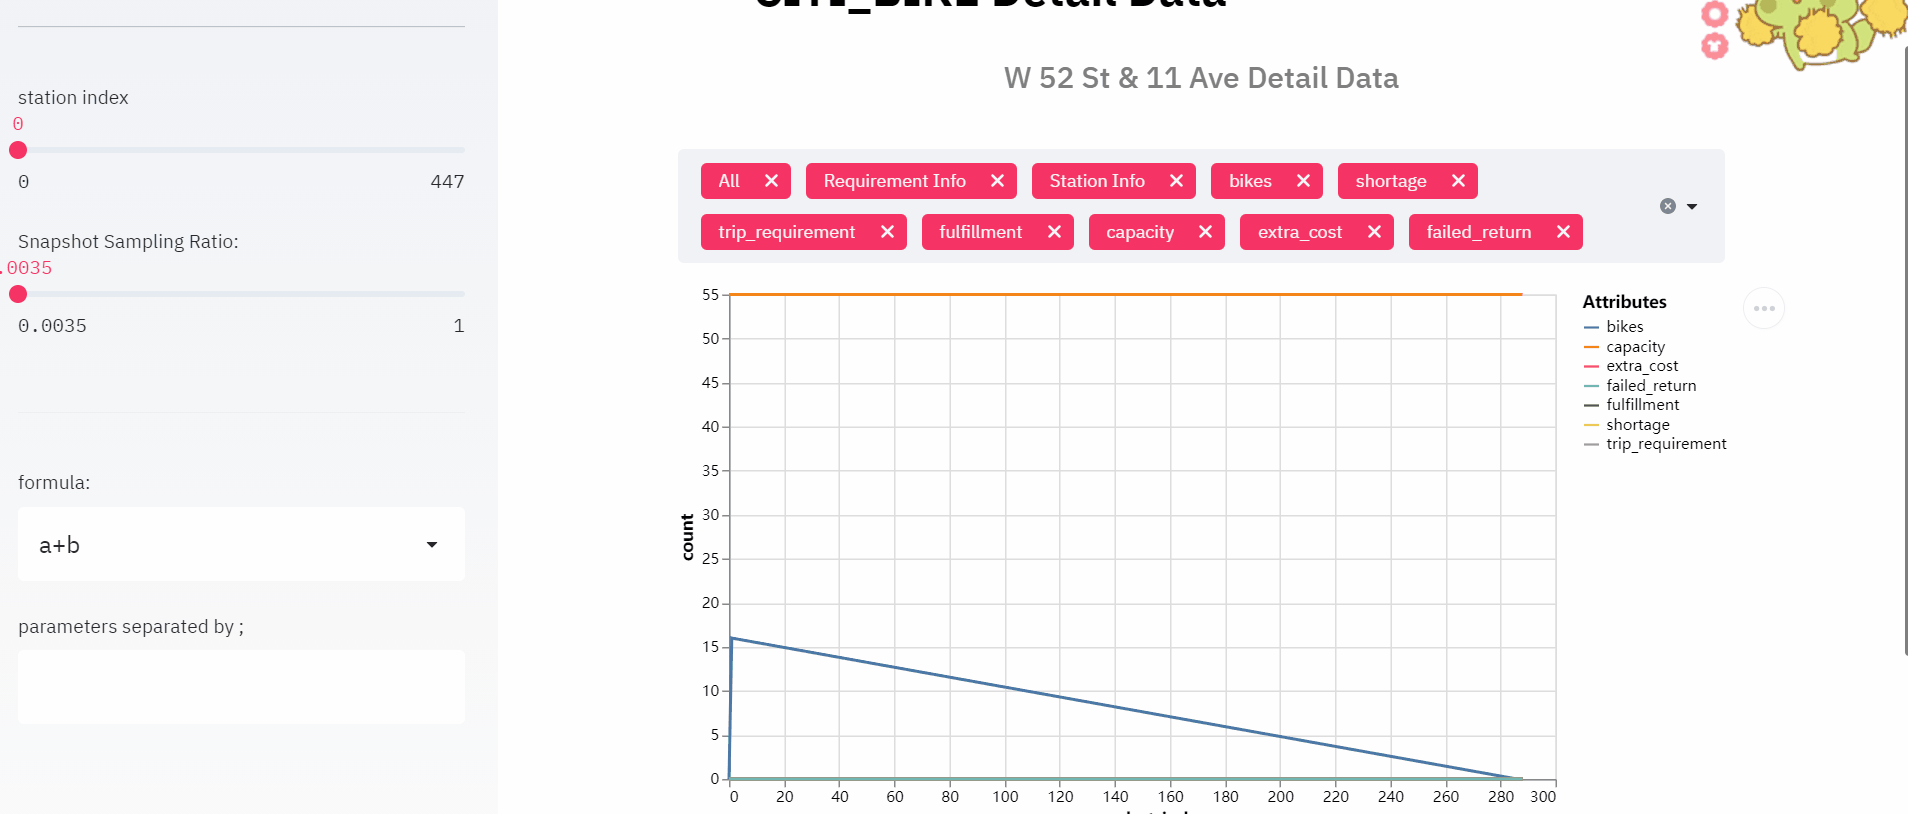 CITI_BIKE Detail Data
W 52 St & 11 Ave Detail Data
station index
0
0 447
Snapshot Sampling Ratio:
.0035
0.0035 1
formula:
a+b
parameters separated by ;
All Requirement Info Station Info bikes shortage
trip_requirement fulfillment capacity extra_cost failed_return
55
50
45
40
35
30
25
20
15
10
5
0
count
0 20 40 60 80 100 120 140 160 180 200 220 240 260 280 300
Attributes
bikes
capacity
extra_cost
failed_return
fulfillment
shortage
trip_requirement